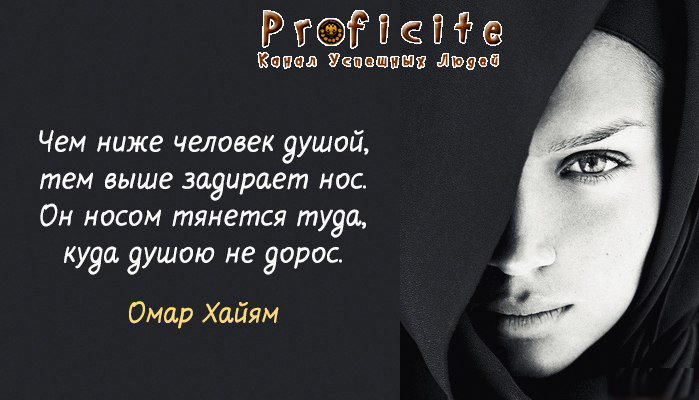 Proficite
Канал Успешных Людей
Чем ниже человек душой,
тем выше задирает нос.
Он носом тянется туда,
куда душою не дорос.
Омар Хайям